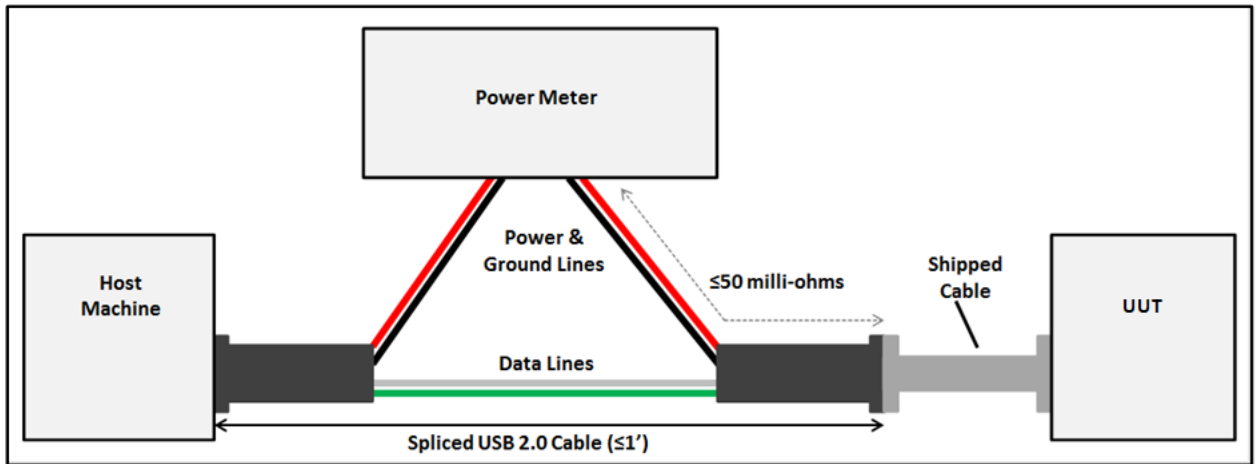 Power Meter
Power &
Ground Lines
Host
Machine
≤50 milli-ohms
Shipped
Cable
UUT
Data Lines
Spliced USB 2.0 Cable (≤1’)